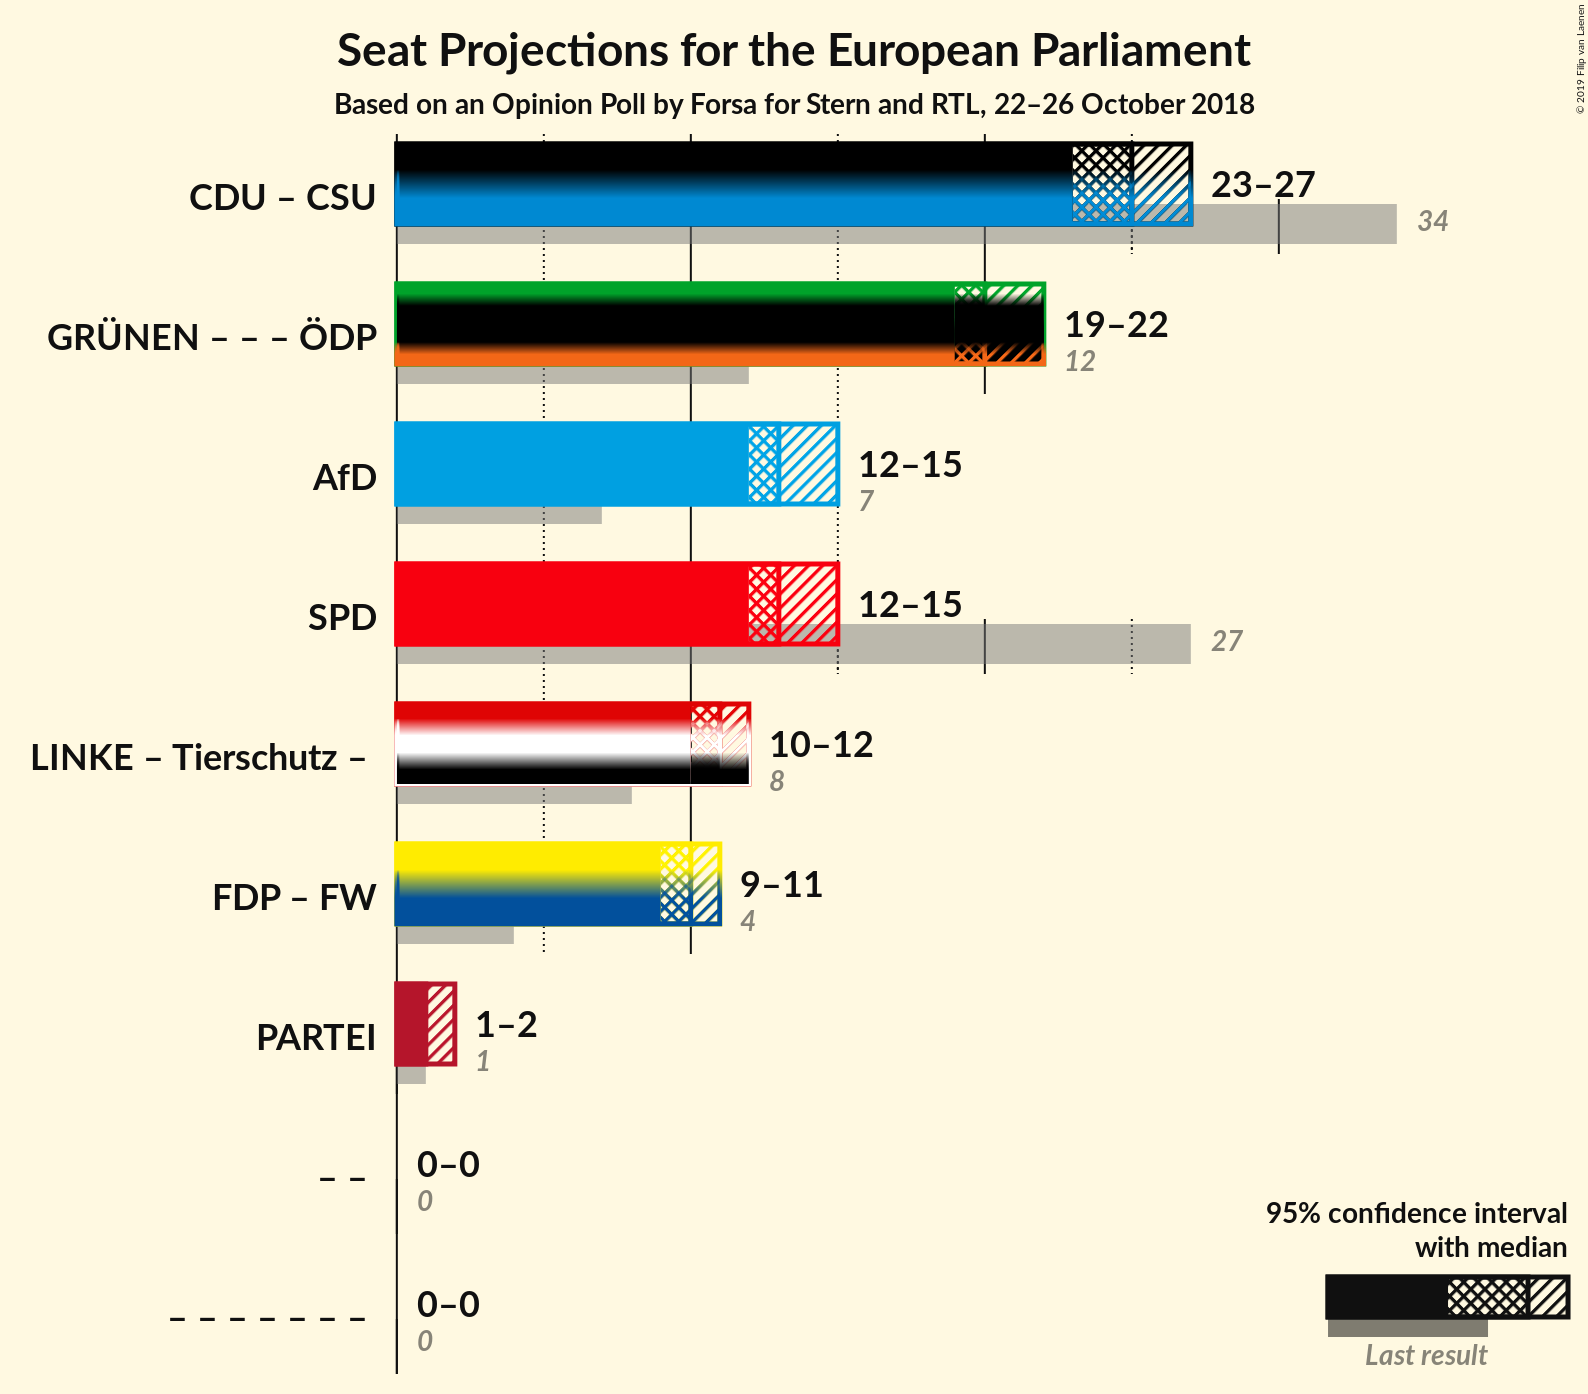 Seat Projections for the European Parliament
Based on an Opinion Poll by Forsa for Stern and RTL, 22–26 October 2018
© 2019 Filip van Laenen
CDU – CSU
23–27
34
GRÜNEN – – – ÖDP
19–22
12
AfD
12–15
7
SPD
12–15
27
LINKE – Tierschutz –
10–12
8
FDP – FW
9–11
4
PARTEI
1–2
1
– –
0–0
0
– – – – – – –
0–0
0
95% confidence interval
with median
Last result